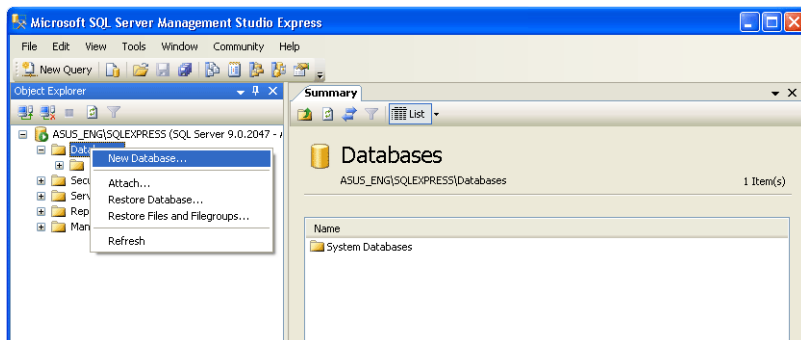 Microsoft SQL Server Management Studio Express
File Edit View Tools Window Community Help
New Query
Object Explorer
Summary
List
ASUS_ENG\SQLEXPRESS (SQL Server 9.0.2047 -
Databases
ASUS_ENG\SQLEXPRESS\Databases
1 Item(s)
New Database...
Attach...
Restore Database...
Restore Files and Filegroups...
Refresh
Name
System Databases